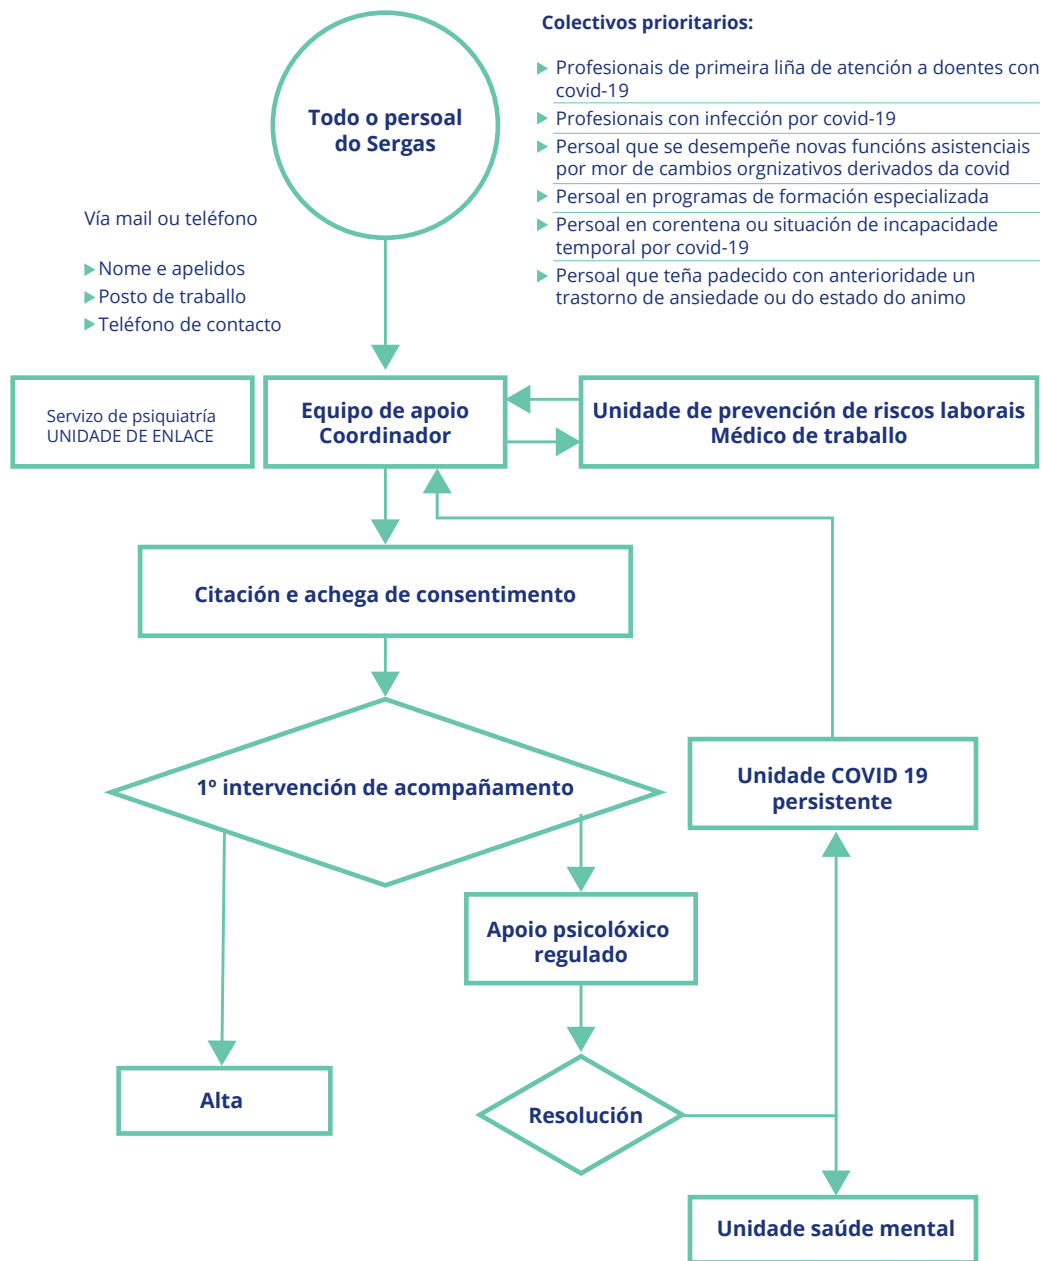 Colectivos prioritarios:
Profesionais de primeira liña de atención a doentes con
covid-19
Profesionais con infección por covid-19
Persoal que se desempeñe novas funcións asistenciais
por mor de cambios orgnizativos derivados da covid
Persoal en programas de formación especializada
Persoal en corentena ou situación de incapacidade
temporal por covid-19
Persoal que teña padecido con anterioridade un
trastorno de ansiedade ou do estado do animo
Todo o persoal
do Sergas
Vía mail ou teléfono
Nome e apelidos
Posto de traballo
Teléfono de contacto
Servizo de psiquiatría
UNIDADE DE ENLACE
Equipo de apoio
Coordinador
Unidade de prevención de riscos laborais
Médico de traballo
Citación e achega de consentimento
1º intervención de acompañamento
Unidade COVID 19
persistente
Apoio psicolóxico
regulado
Alta
Resolución
Unidade saúde mental